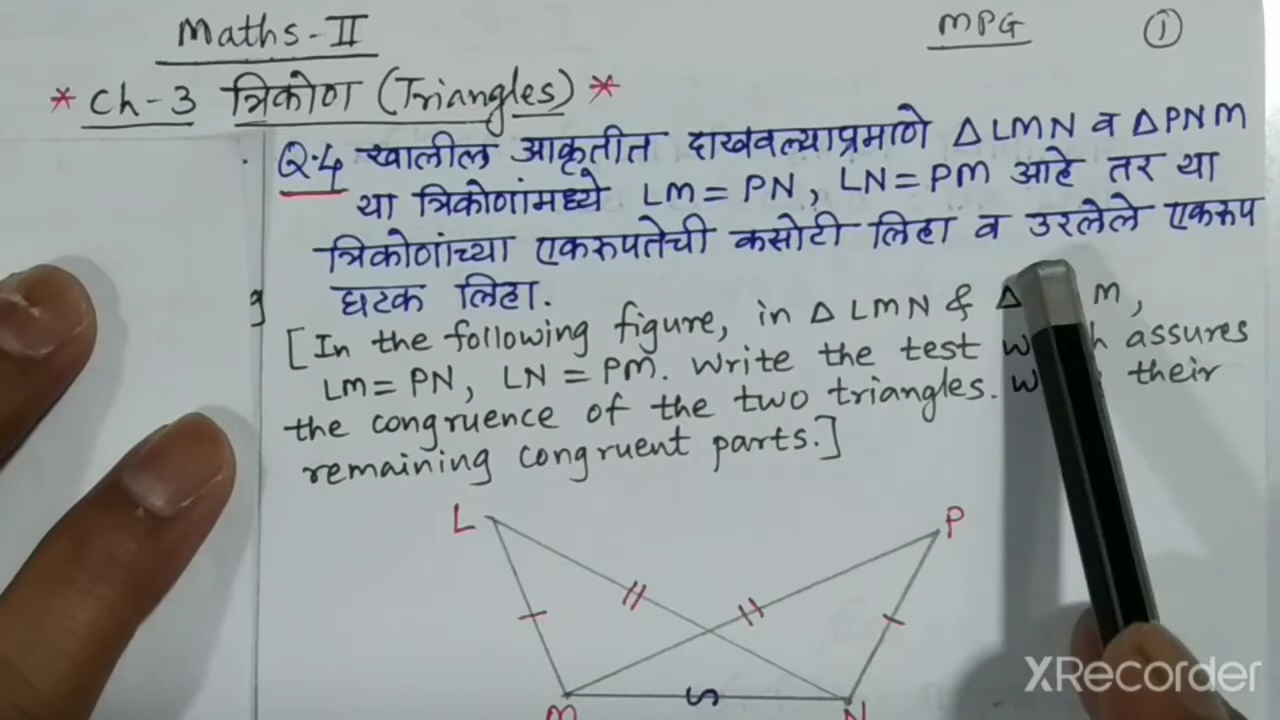 Maths-II
MPG
1
* Ch-3 त्रिकोण (Triangles) *
Q.4 खालील आकृतीत दाखवल्याप्रमाणे ΔLMN व ΔPNM
या त्रिकोणांमध्ये LM = PN, LN = PM आहे तर या
त्रिकोणांच्या एकरुपतेची कसोटी लिहा व उरलेले एकरुप
घटक लिहा.
[In the following figure, in Δ LMN & Δ M,
LM = PN, LN = PM. Write the test assures
the congruence of the two triangles. their
remaining congruent parts.]
L
P
M
N
XRecorder